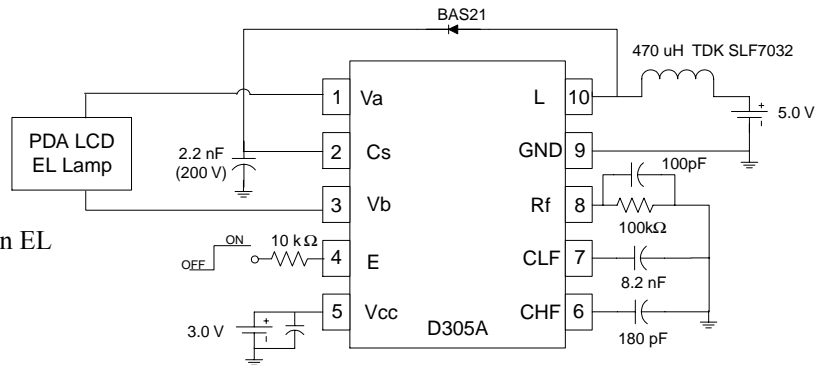 BAS21
470 uH TDK SLF7032
1 Va
L 10
+
-
5.0 V
PDA LCD
EL Lamp
2.2 nF
(200 V)
2 Cs
GND 9
100pF
3 Vb
Rf 8
100kΩ
n EL
OFF ON
10 kΩ
4 E
CLF 7
8.2 nF
3.0 V
+
-
5 Vcc
CHF 6
180 pF
D305A